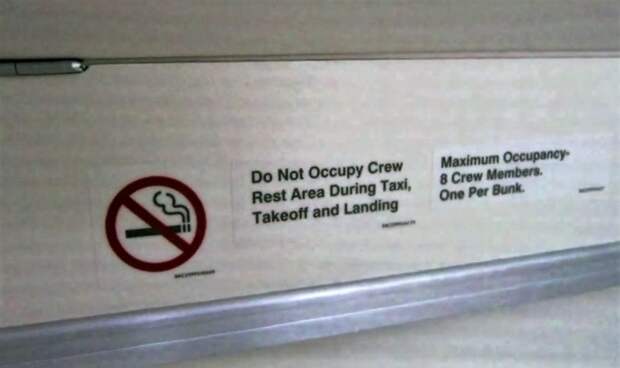 Do Not Occupy Crew
Rest Area During Taxi,
Takeoff and Landing
Maximum Occupancy-
8 Crew Members.
One Per Bunk.